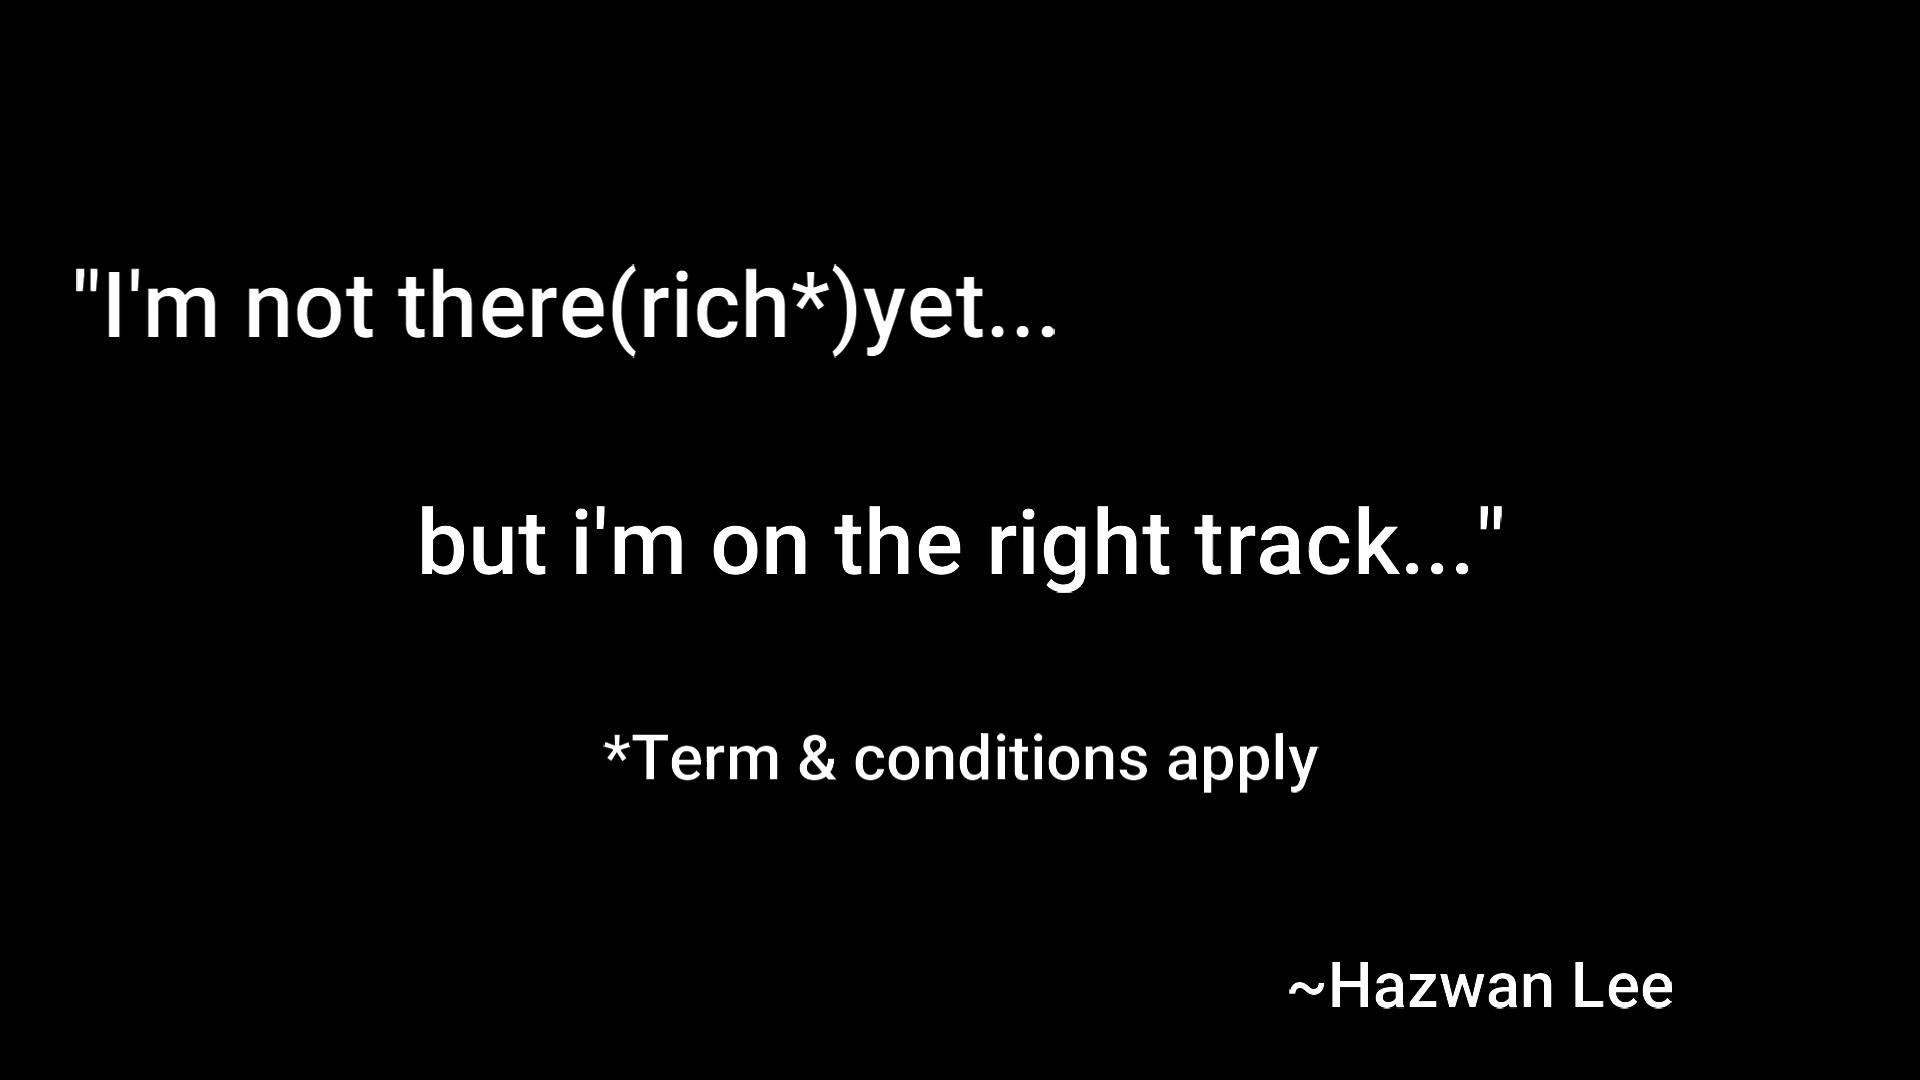 "I'm not there(rich*)yet...
but i'm on the right track..."
*Term & conditions apply
~Hazwan Lee